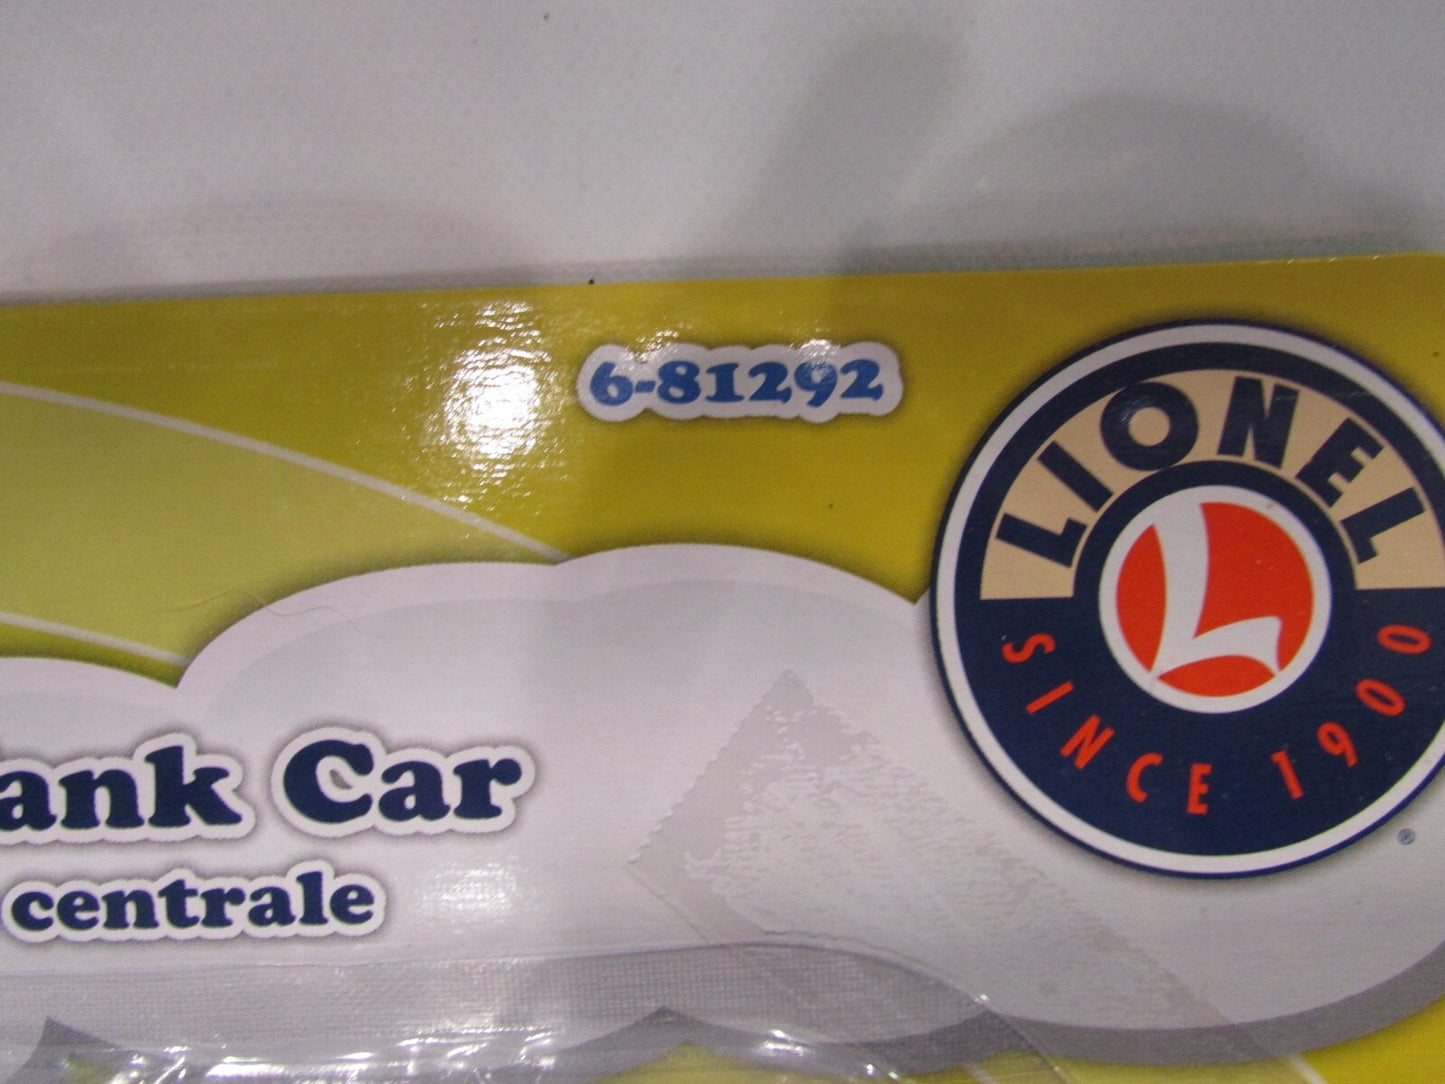 6-81292
LIONEL
SINCE 1900
®
ank Car
centrale